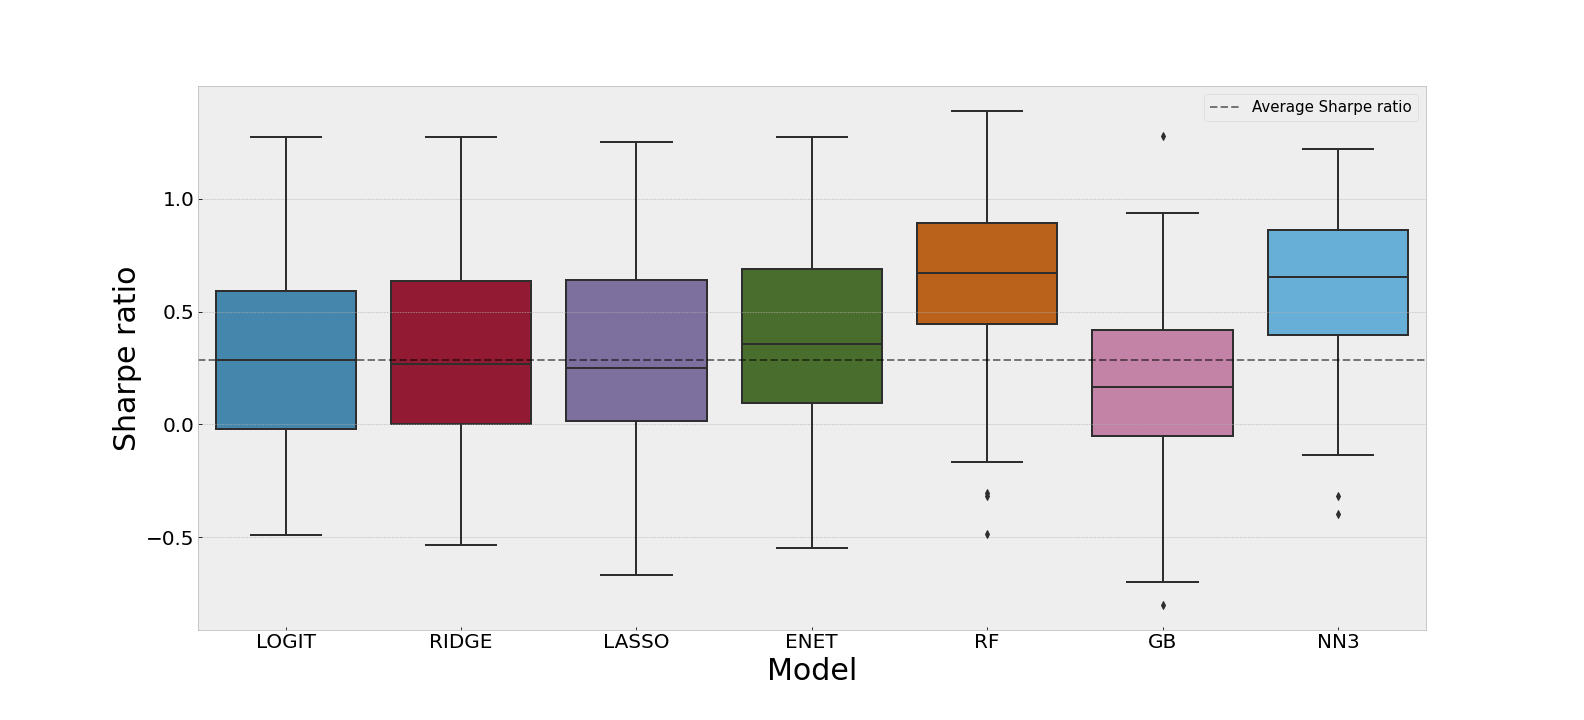 Average Sharpe ratio
Sharpe ratio
1.0
0.5
0.0
−0.5
LOGIT RIDGE LASSO ENET RF GB NN3
Model